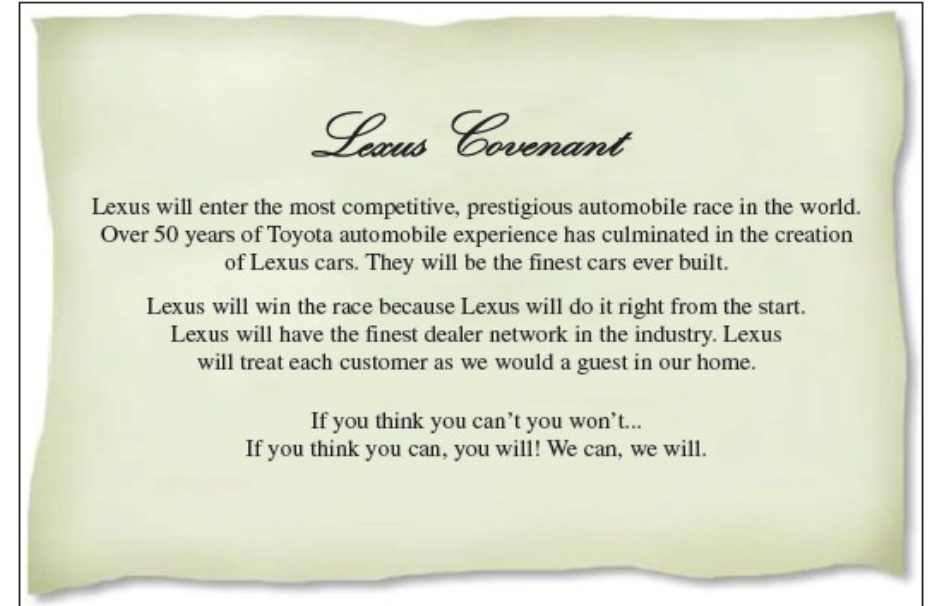 Lexus Covenant
Lexus will enter the most competitive, prestigious automobile race in the world.
Over 50 years of Toyota automobile experience has culminated in the creation
of Lexus cars. They will be the finest cars ever built.
Lexus will win the race because Lexus will do it right from the start.
Lexus will have the finest dealer network in the industry. Lexus
will treat each customer as we would a guest in our home.
If you think you can’t you won’t...
If you think you can, you will! We can, we will.